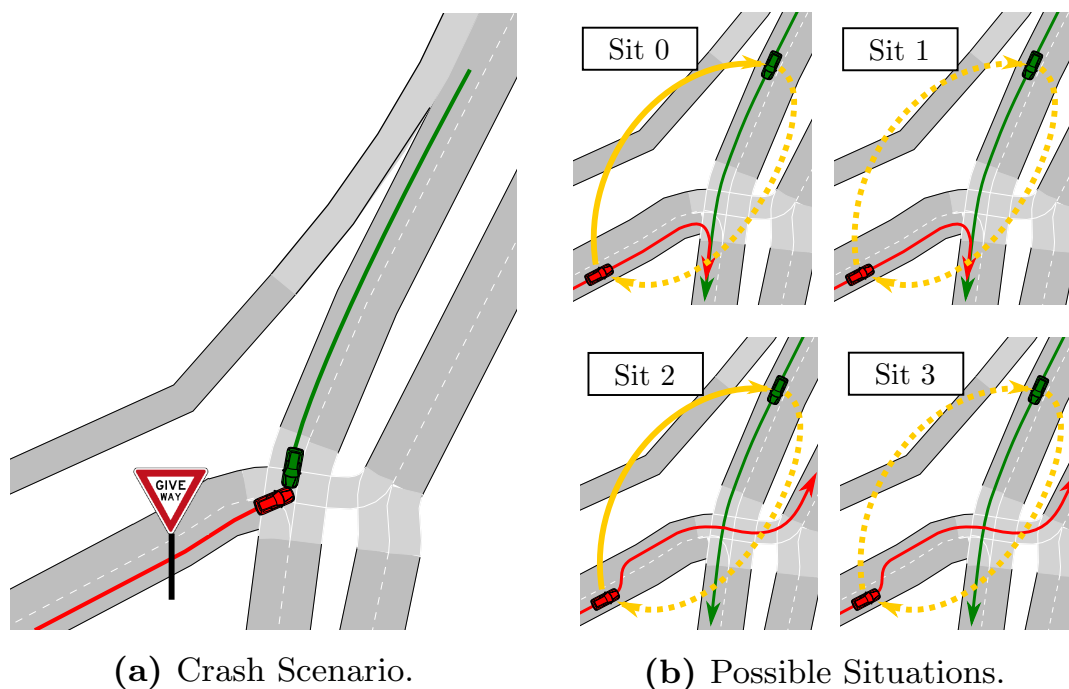 GIVE
WAY
(a) Crash Scenario.
Sit 0
Sit 1
Sit 2
Sit 3
(b) Possible Situations.